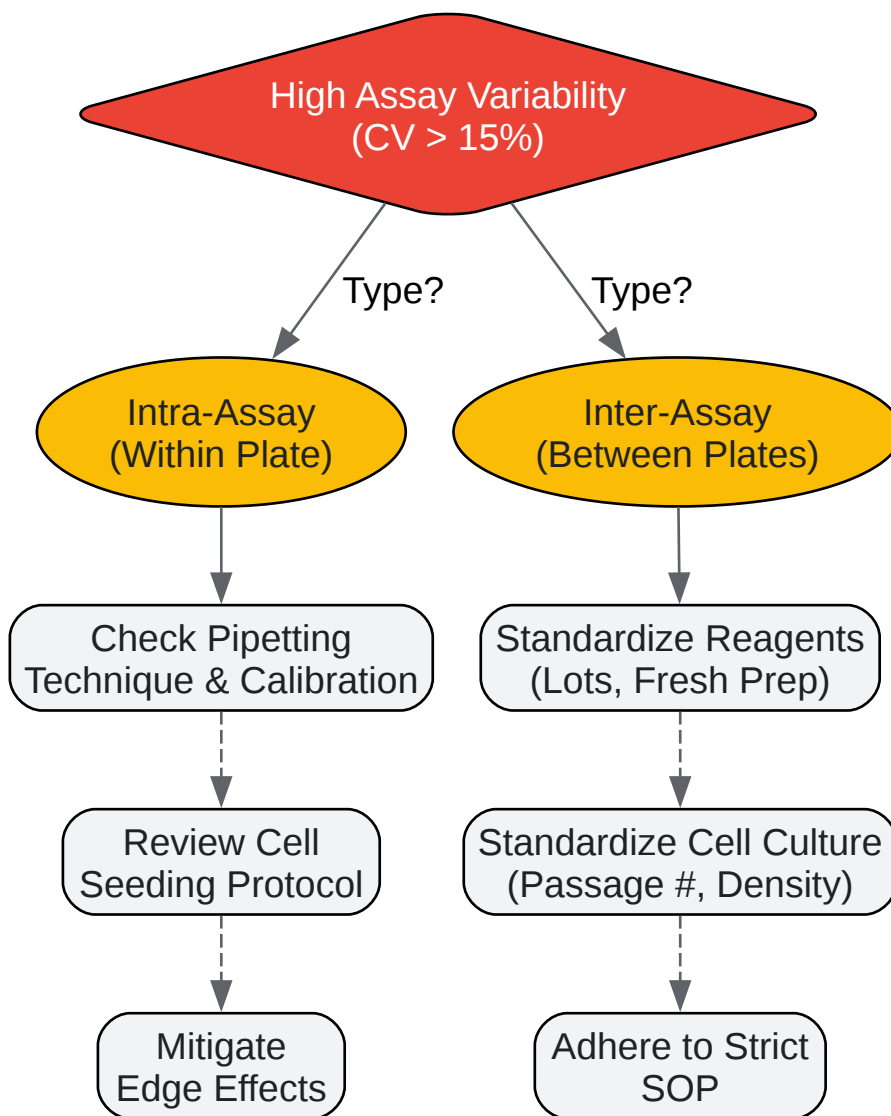 High Assay Variability
(CV > 15%)
Type?
Type?
Intra-Assay
(Within Plate)
Inter-Assay
(Between Plates)
Check Pipetting
Technique & Calibration
Standardize Reagents
(Lots, Fresh Prep)
Review Cell
Seeding Protocol
Standardize Cell Culture
(Passage #, Density)
Mitigate
Edge Effects
Adhere to Strict
SOP